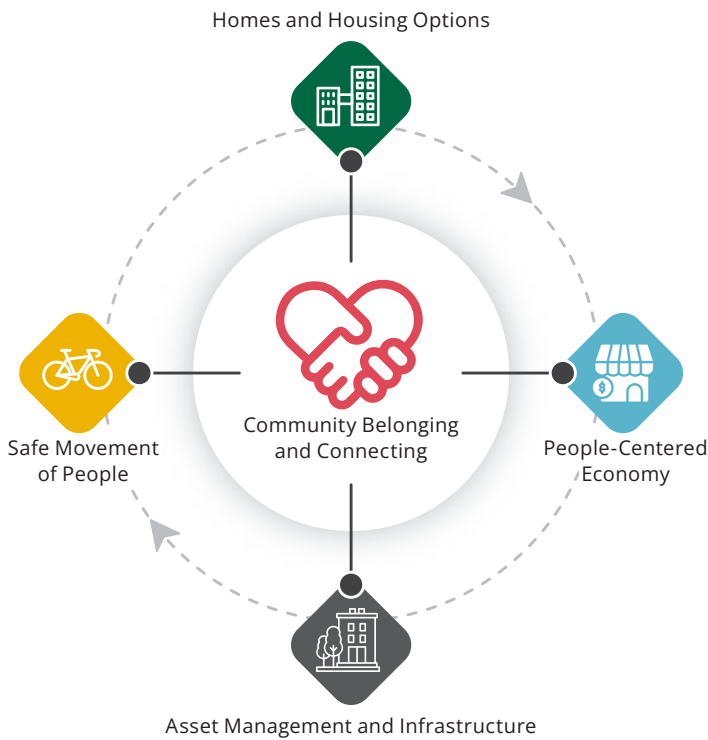 Homes and Housing Options
Community Belonging
and Connecting
Safe Movement
of People
People-Centered
Economy
$
Asset Management and Infrastructure